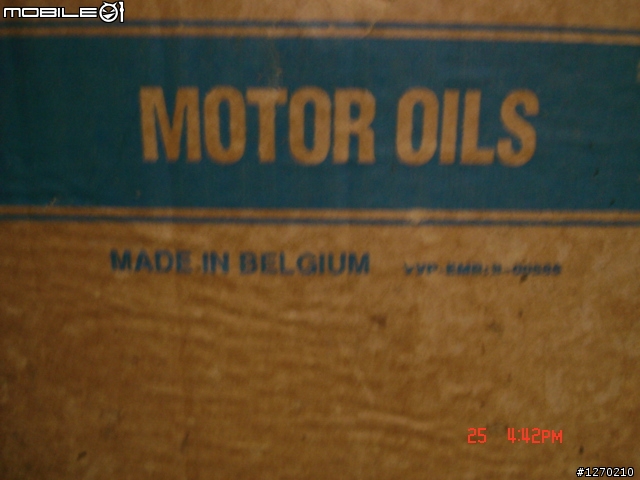 MOBILE01
MOTOR OILS
MADE IN BELGIUM
25 4:42PM
#1270210